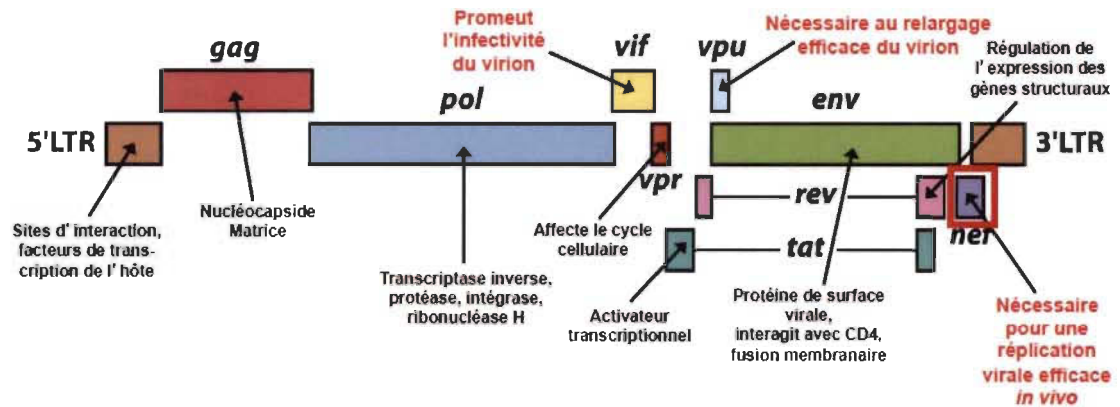 Promeut
l'infectivité
du virion
Nécessaire au relargage
efficace du virion
Régulation de
l' expression des
gènes structuraux
gag
vif
vpu
pol
env
5'LTR
3'LTR
vpr
rev
nef
tat
Sites d' interaction,
facteurs de trans-
cription de l' hôte
Nucléocapside
Matrice
Affecte le cycle
cellulaire
Transcriptase inverse,
protéase, intégrase,
ribonucléase H
Activateur
transcriptionnel
Protéine de surface
virale,
interagit avec CD4,
fusion membranaire
Nécessaire
pour une
réplication
virale efficace
in vivo